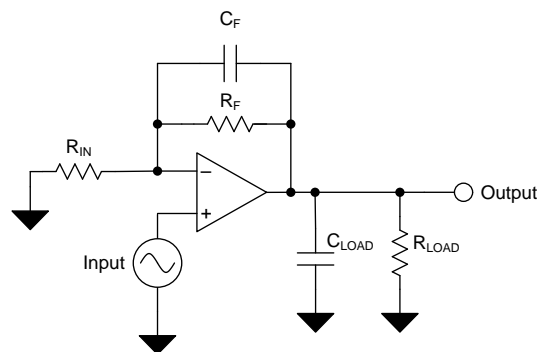 CF
RF
RIN
−
+
Output
Input
CLOAD
RLOAD